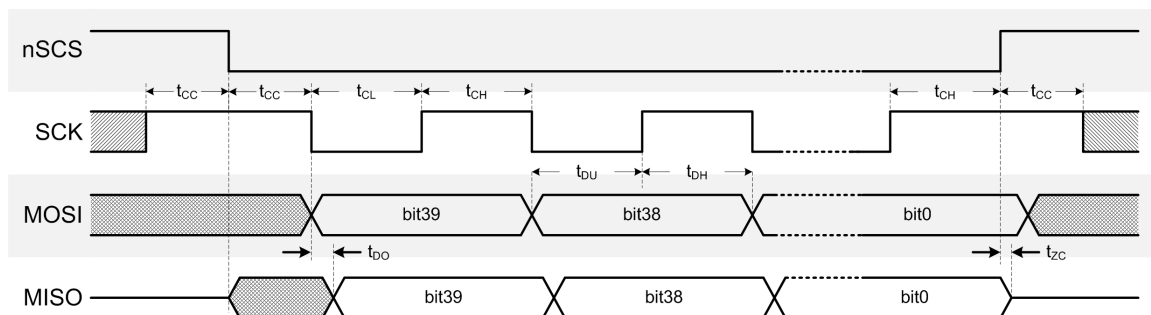 nSCS
tCC tCC tCL tCH tCH tCC
SCK
tDU tDH
MOSI bit39 bit38 bit0
tDO tZC
MISO bit39 bit38 bit0